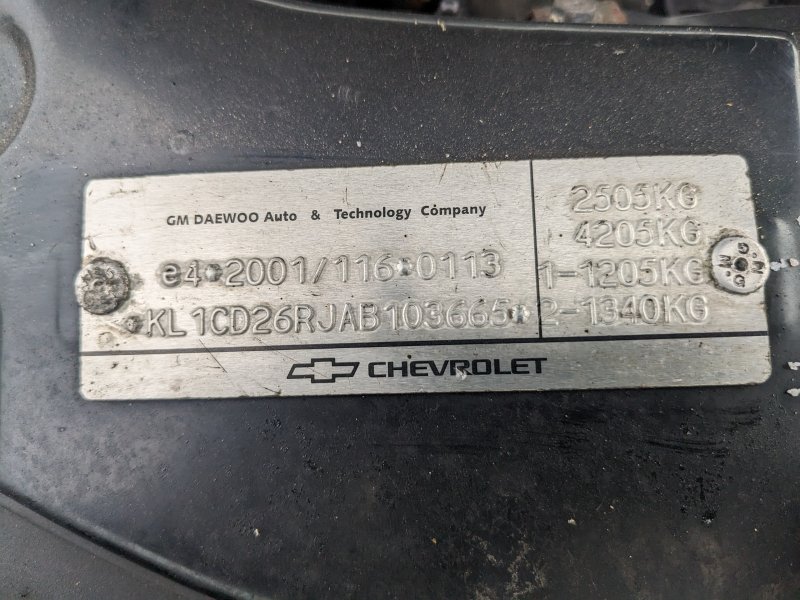 GM DAEWOO Auto & Technology Company
e4*2001/116*0113
*KL1CD26RJAB103665*
2505KG
4205KG
1-1205KG
2-1340KG
CHEVROLET
G.N.G.N.